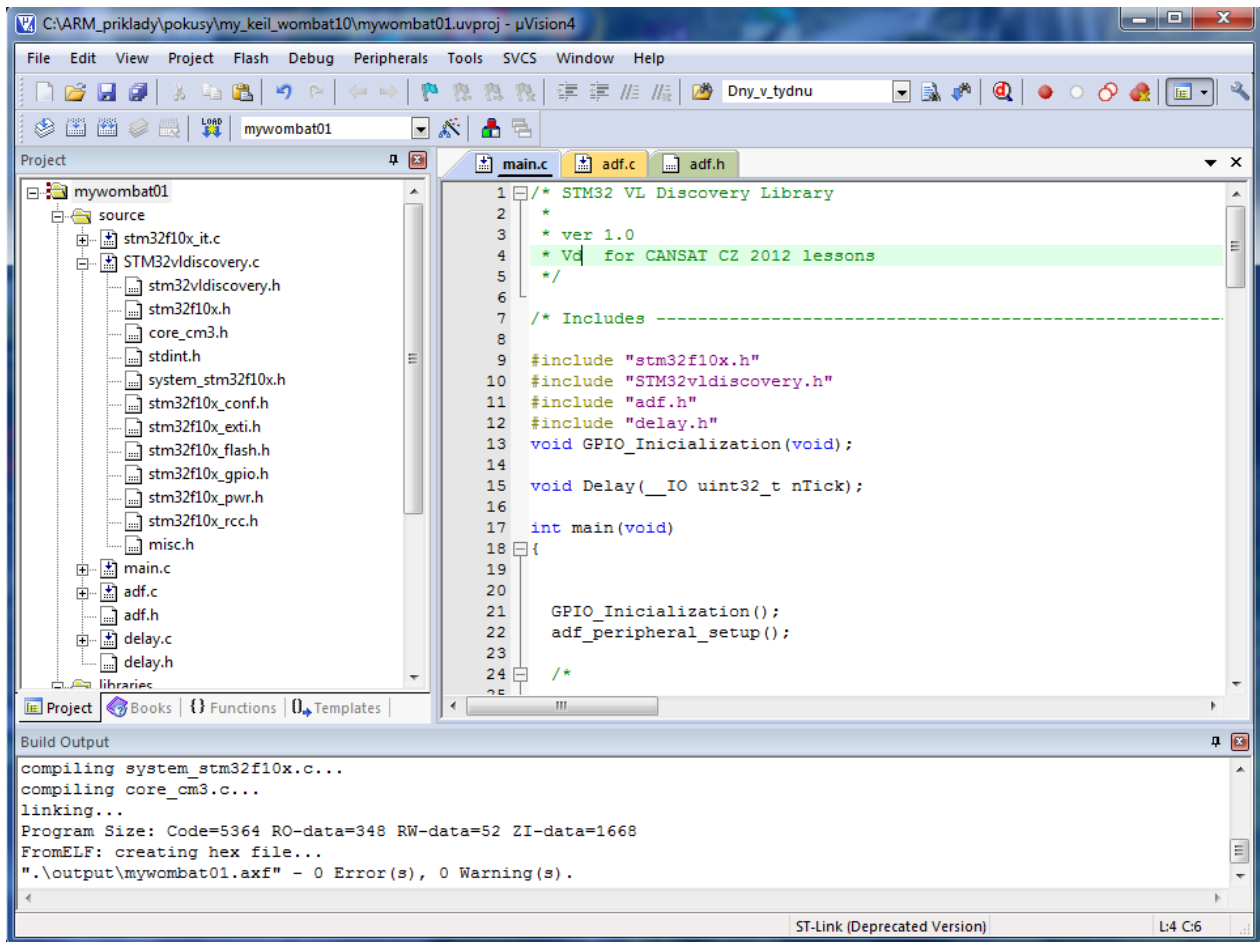 C:\ARM_priklady\pokusy\my_keil_wombat10\mywombat01.uvproj - µVision4
File Edit View Project Flash Debug Peripherals Tools SVCS Window Help
Dny_v_tydnu
LOAD mywombat01
Project
mywombat01
source
stm32f10x_it.c
STM32vldiscovery.c
stm32vldiscovery.h
stm32f10x.h
core_cm3.h
stdint.h
system_stm32f10x.h
stm32f10x_conf.h
stm32f10x_exti.h
stm32f10x_flash.h
stm32f10x_gpio.h
stm32f10x_pwr.h
stm32f10x_rcc.h
misc.h
main.c
adf.c
adf.h
delay.c
delay.h
libraries
Project Books {} Functions Templates
main.c adf.c adf.h
1 /* STM32 VL Discovery Library
2 *
3 * ver 1.0
4 * Vd for CANSAT CZ 2012 lessons
5 */
6
7 /* Includes ------------------------------------------------------
8
9 #include "stm32f10x.h"
10 #include "STM32vldiscovery.h"
11 #include "adf.h"
12 #include "delay.h"
13 void GPIO_Inicialization(void);
14
15 void Delay(__IO uint32_t nTick);
16
17 int main(void)
18 {
19
20
21 GPIO_Inicialization();
22 adf_peripheral_setup();
23
24 /*
25
Build Output
compiling system_stm32f10x.c...
compiling core_cm3.c...
linking...
Program Size: Code=5364 RO-data=348 RW-data=52 ZI-data=1668
FromELF: creating hex file...
".\output\mywombat01.axf" - 0 Error(s), 0 Warning(s).
ST-Link (Deprecated Version) L:4 C:6